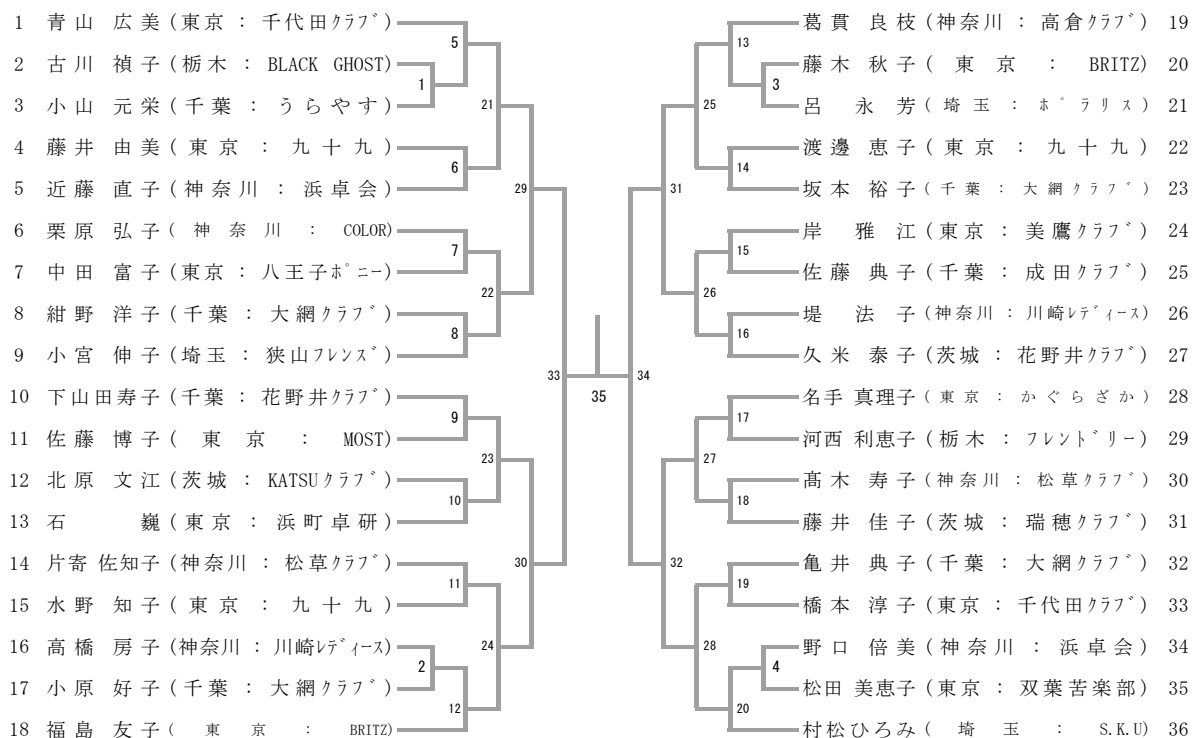 1 青山 広美 (東京 : 千代田クラブ)
2 古川 禎子 (栃木 : BLACK GHOST)
3 小山 元栄 (千葉 : うらやす)
4 藤井 由美 (東京 : 九十九)
5 近藤 直子 (神奈川 : 浜卓会)
6 栗原 弘子 (神奈川 : COLOR)
7 中田 富子 (東京 : 八王子ポニー)
8 紺野 洋子 (千葉 : 大網クラブ)
9 小宮 伸子 (埼玉 : 狭山フレンズ)
10 下山田寿子 (千葉 : 花野井クラブ)
11 佐藤 博子 (東京 : MOST)
12 北原 文江 (茨城 : KATSUクラブ)
13 石 巍 (東京 : 浜町卓研)
14 片寄 佐知子 (神奈川 : 松草クラブ)
15 水野 知子 (東京 : 九十九)
16 高橋 房子 (神奈川 : 川崎レディース)
17 小原 好子 (千葉 : 大網クラブ)
18 福島 友子 (東京 : BRITZ)
5
1
21
6
29
7
22
8
33
9
23
10
30
11
24
2
12
35
34
13
3
25
14
31
15
26
16
17
27
18
32
19
28
4
20
葛貫 良枝 (神奈川 : 高倉クラブ) 19
藤木 秋子 (東京 : BRITZ) 20
呂 永芳 (埼玉 : ポラリス) 21
渡邊 恵子 (東京 : 九十九) 22
坂本 裕子 (千葉 : 大網クラブ) 23
岸 雅江 (東京 : 美鷹クラブ) 24
佐藤 典子 (千葉 : 成田クラブ) 25
堤 法子 (神奈川 : 川崎レディース) 26
久米 泰子 (茨城 : 花野井クラブ) 27
名手 真理子 (東京 : かぐらざか) 28
河西 利恵子 (栃木 : フレンドリー) 29
髙木 寿子 (神奈川 : 松草クラブ) 30
藤井 佳子 (茨城 : 瑞穂クラブ) 31
亀井 典子 (千葉 : 大網クラブ) 32
橋本 淳子 (東京 : 千代田クラブ) 33
野口 倍美 (神奈川 : 浜卓会) 34
松田 美恵子 (東京 : 双葉苦楽部) 35
村松ひろみ (埼玉 : S.K.U) 36